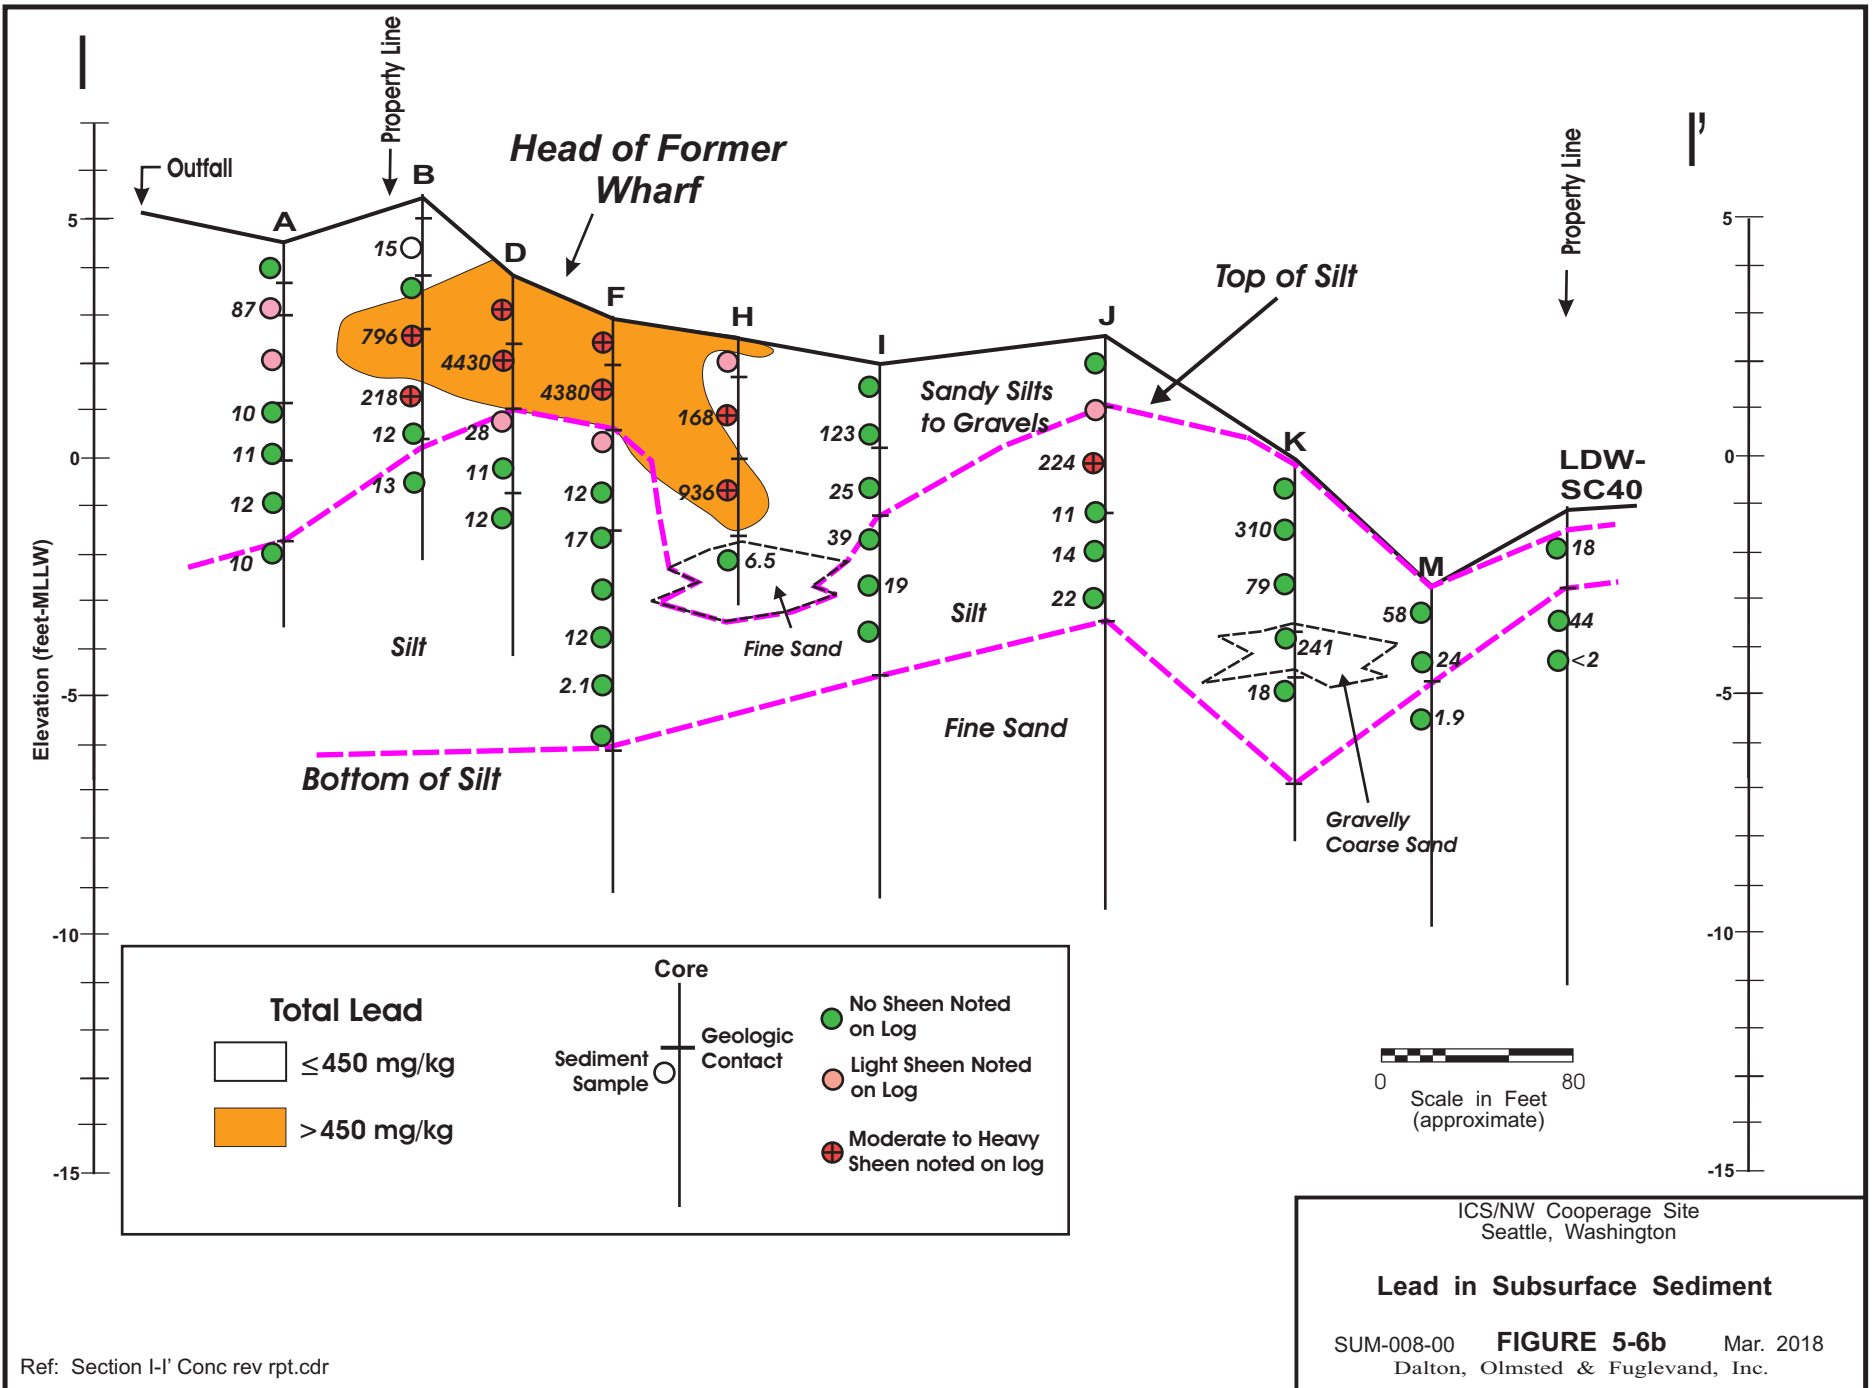 I
I'
Property Line
Property Line
Outfall
Head of Former
Wharf
Top of Silt
A
B
D
F
H
I
J
K
M
LDW-
SC40
Elevation (feet-MLLW)
5
0
-5
-10
-15
5
0
-5
-10
-15
87
10
11
12
10
15
796
218
12
13
4430
28
11
12
4380
12
17
12
2.1
168
936
6.5
123
25
39
19
224
11
14
22
310
79
241
18
58
24
1.9
18
44
<2
Sandy Silts
to Gravels
Silt
Silt
Fine Sand
Fine Sand
Bottom of Silt
Gravelly
Coarse Sand
Total Lead
≤450 mg/kg
>450 mg/kg
Core
Sediment
Sample
Geologic
Contact
No Sheen Noted
on Log
Light Sheen Noted
on Log
Moderate to Heavy
Sheen noted on log
0 80
Scale in Feet
(approximate)
ICS/NW Cooperage Site
Seattle, Washington
Lead in Subsurface Sediment
SUM-008-00 FIGURE 5-6b Mar. 2018
Dalton, Olmsted & Fuglevand, Inc.
Ref: Section I-I' Conc rev rpt.cdr